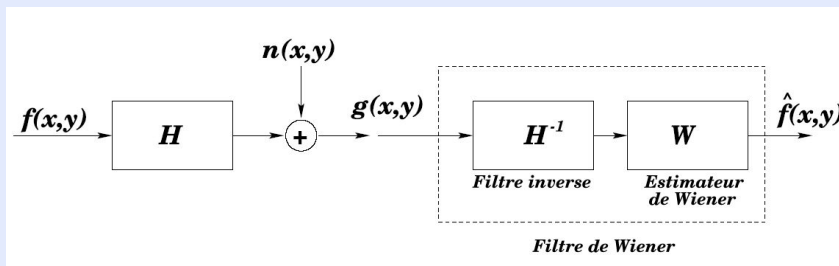 n(x,y)
f(x,y)
H
+
g(x,y)
H⁻¹
W
f̂(x,y)
Filtre inverse
Estimateur
de Wiener
Filtre de Wiener